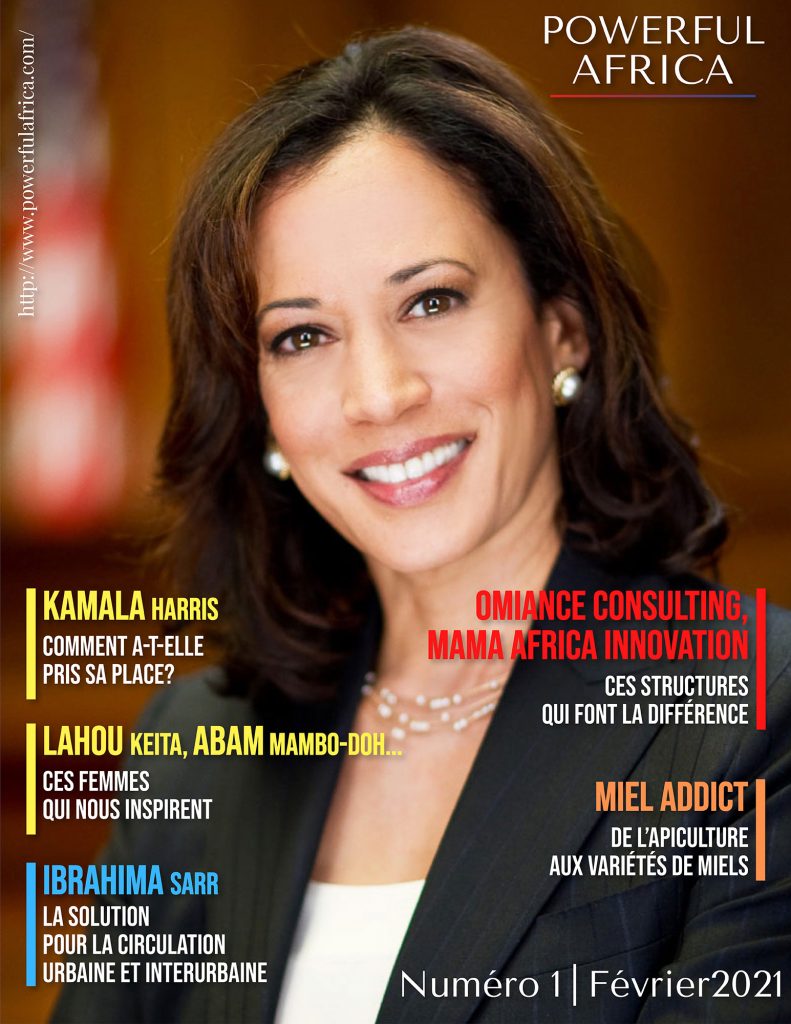 POWERFUL
AFRICA
http://www.powerfulafrica.com/
KAMALA HARRIS
COMMENT A-T-ELLE
PRIS SA PLACE?
LAHOU KEITA, ABAM MAMBO-DOH...
CES FEMMES
QUI NOUS INSPIRENT
IBRAHIMA SARR
LA SOLUTION
POUR LA CIRCULATION
URBAINE ET INTERURBAINE
OMIANCE CONSULTING,
MAMA AFRICA INNOVATION
CES STRUCTURES
QUI FONT LA DIFFÉRENCE
MIEL ADDICT
DE L'APICULTURE
AUX VARIÉTÉS DE MIELS
Numéro 1 | Février2021